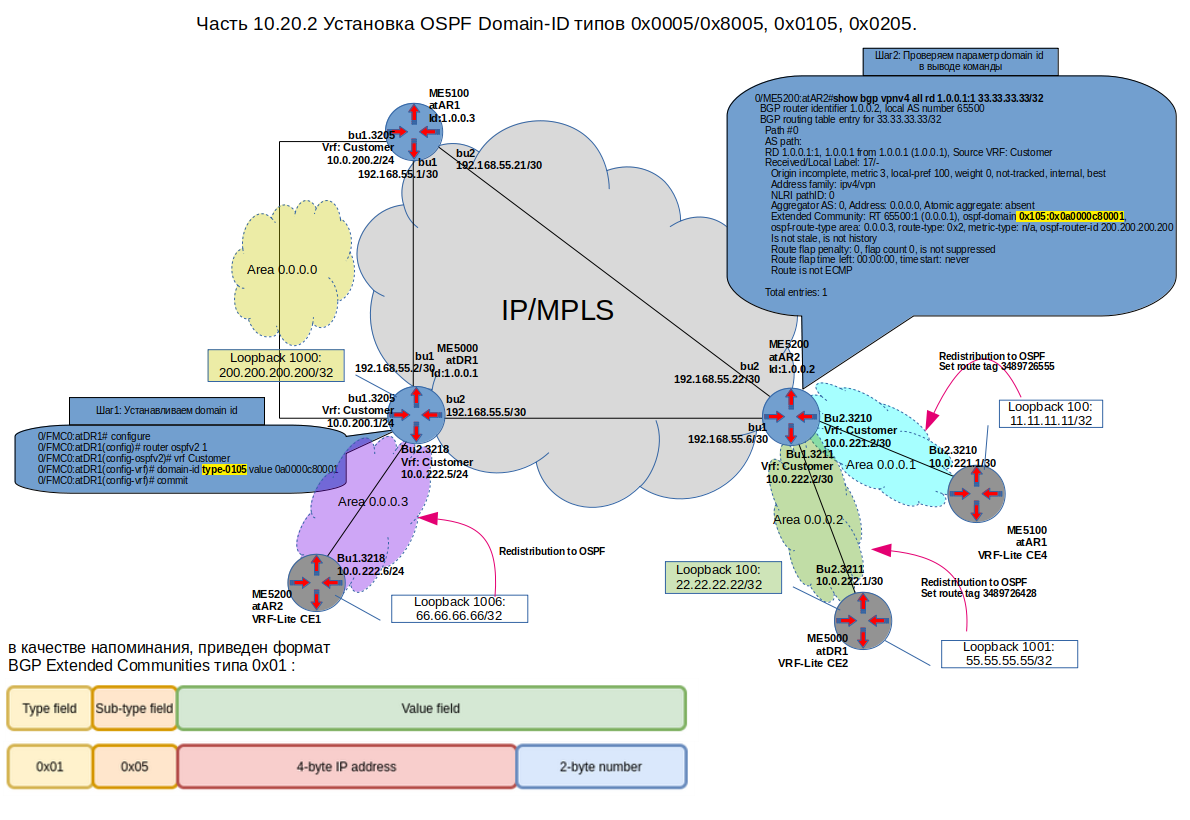 Часть 10.20.2 Установка OSPF Domain-ID типов 0x0005/0x8005, 0x0105, 0x0205.
Шаг2: Проверяем параметр domain id
в выводе команды
0/ME5200:atAR2#show bgp vpnv4 all rd 1.0.0.1:1 33.33.33.33/32
BGP router identifier 1.0.0.2, local AS number 65500
BGP routing table entry for 33.33.33.33/32
Path #0
AS path:
RD 1.0.0.1:1, 1.0.0.1 from 1.0.0.1 (1.0.0.1), Source VRF: Customer
Received/Local Label: 17/-
Origin incomplete, metric 3, local-pref 100, weight 0, not-tracked, internal, best
Address family: ipv4/vpn
NLRI pathID: 0
Aggregator AS: 0, Address: 0.0.0.0, Atomic aggregate: absent
Extended Community: RT 65500:1 (0.0.0.1), ospf-domain 0x105:0x0a0000c80001,
ospf-route-type area: 0.0.0.3, route-type: 0x2, metric-type: n/a, ospf-router-id 200.200.200.200
Is not stale, is not history
Route flap penalty: 0, flap count 0, is not suppressed
Route flap time left: 00:00:00, time start: never
Route is not ECMP
Total entries: 1
ME5100
atAR1
Id:1.0.0.3
bu1.3205
Vrf: Customer
10.0.200.2/24
bu1
192.168.55.1/30
bu2
192.168.55.21/30
Area 0.0.0.0
IP/MPLS
Loopback 1000:
200.200.200.200/32
bu1
192.168.55.2/30
ME5000
atDR1
Id:1.0.0.1
bu1.3205
Vrf: Customer
10.0.200.1/24
bu2
192.168.55.5/30
bu2
192.168.55.22/30
ME5200
atAR2
Id:1.0.0.2
bu1
192.168.55.6/30
Redistribution to OSPF
Set route tag 3489726555
Loopback 100:
11.11.11.11/32
Bu2.3210
Vrf: Customer
10.0.221.2/30
Area 0.0.0.1
Bu2.3210
10.0.221.1/30
ME5100
atAR1
VRF-Lite CE4
Шаг1: Устанавливаем domain id
0/FMC0:atDR1# configure
0/FMC0:atDR1(config)# router ospfv2 1
0/FMC0:atDR1(config-ospfv2)# vrf Customer
0/FMC0:atDR1(config-vrf)# domain-id type-0105 value 0a0000c80001
0/FMC0:atDR1(config-vrf)# commit
Bu2.3218
Vrf: Customer
10.0.222.5/24
Area 0.0.0.3
Bu1.3218
10.0.222.6/24
ME5200
atAR2
VRF-Lite CE1
Redistribution to OSPF
Loopback 1006:
66.66.66.66/32
Bu1.3211
Vrf: Customer
10.0.222.2/30
Area 0.0.0.2
Loopback 100:
22.22.22.22/32
Bu2.3211
10.0.222.1/30
Redistribution to OSPF
Set route tag 3489726428
ME5000
atDR1
VRF-Lite CE2
Loopback 1001:
55.55.55.55/32
в качестве напоминания, приведен формат
BGP Extended Communities типа 0x01 :
Type field Sub-type field Value field
0x01 0x05 4-byte IP address 2-byte number